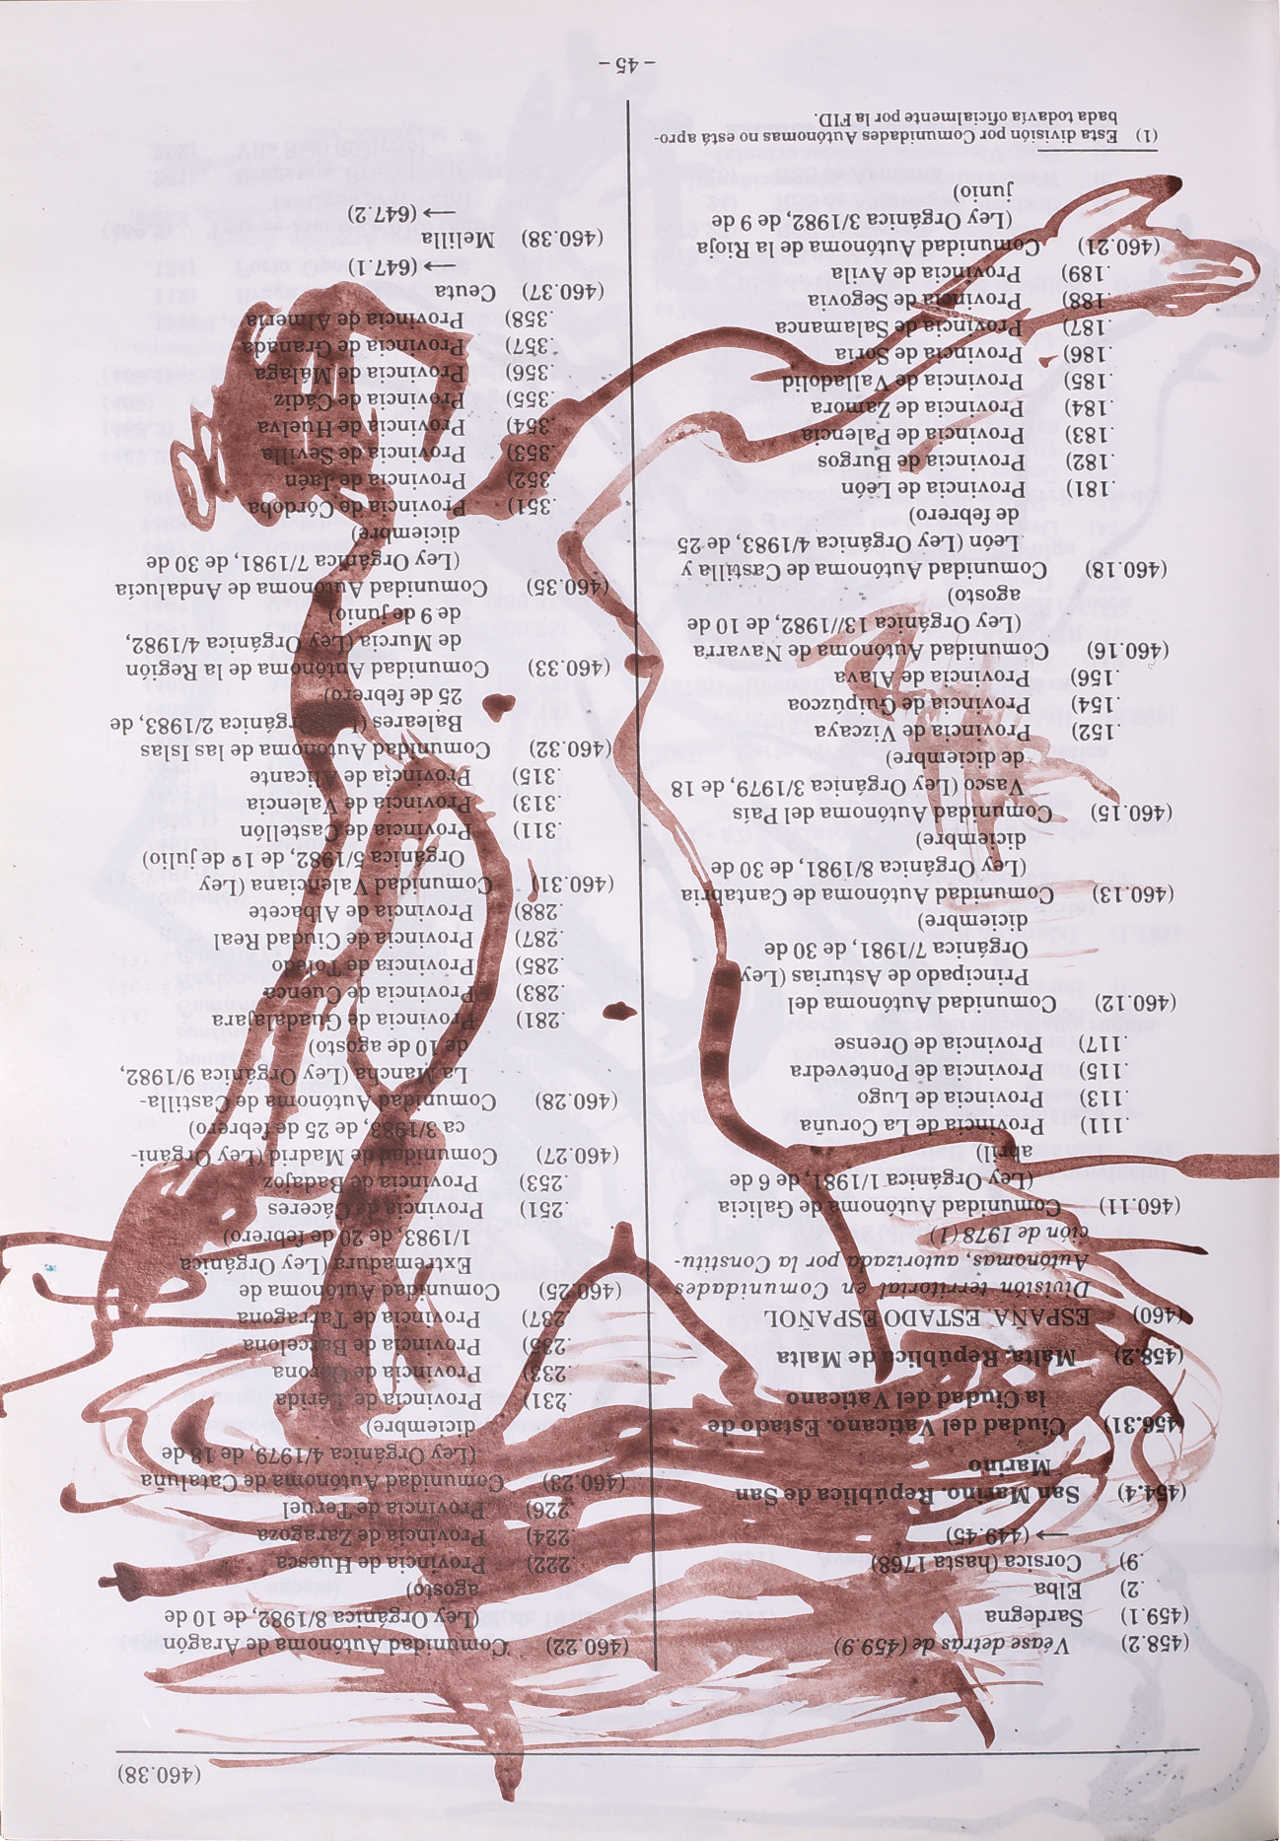 (460.38)
(458.2) Véase detrás de (459.9)
(459.1) Sardegna
.2) Elba
.9) Corsica (hasta 1768)
→ (449.45)
(454.4) San Marino. República de San
Marino
(456.31) Ciudad del Vaticano. Estado de
la Ciudad del Vaticano
(458.2) Malta. República de Malta
(460) ESPAÑA ESTADO ESPAÑOL
División territorial en Comunidades
Autónomas, autorizada por la Constitu-
ción de 1978 (1)
(460.11) Comunidad Autónoma de Galicia
(Ley Orgánica 1/1981, de 6 de
abril)
.111) Provincia de La Coruña
.113) Provincia de Lugo
.115) Provincia de Pontevedra
.117) Provincia de Orense
(460.12) Comunidad Autónoma del
Principado de Asturias (Ley
Orgánica 7/1981, de 30 de
diciembre)
(460.13) Comunidad Autónoma de Cantabria
(Ley Orgánica 8/1981, de 30 de
diciembre)
(460.15) Comunidad Autónoma del País
Vasco (Ley Orgánica 3/1979, de 18
de diciembre)
.152) Provincia de Vizcaya
.154) Provincia de Guipúzcoa
.156) Provincia de Alava
(460.16) Comunidad Autónoma de Navarra
(Ley Orgánica 13//1982, de 10 de
agosto)
(460.18) Comunidad Autónoma de Castilla y
León (Ley Orgánica 4/1983, de 25
de febrero)
.181) Provincia de León
.182) Provincia de Burgos
.183) Provincia de Palencia
.184) Provincia de Zamora
.185) Provincia de Valladolid
.186) Provincia de Soria
.187) Provincia de Salamanca
.188) Provincia de Segovia
.189) Provincia de Avila
(460.21) Comunidad Autónoma de la Rioja
(Ley Orgánica 3/1982, de 9 de
junio)
(1) Esta división por Comunidades Autónomas no está apro-
bada todavía oficialmente por la FID.
(460.22) Comunidad Autónoma de Aragón
(Ley Orgánica 8/1982, de 10 de
agosto)
.222) Provincia de Huesca
.224) Provincia de Zaragoza
.226) Provincia de Teruel
(460.23) Comunidad Autónoma de Cataluña
(Ley Orgánica 4/1979, de 18 de
diciembre)
.231) Provincia de Lérida
.233) Provincia de Gerona
.235) Provincia de Barcelona
.237) Provincia de Tarragona
(460.25) Comunidad Autónoma de
Extremadura (Ley Orgánica
1/1983, de 20 de febrero)
.251) Provincia de Cáceres
.253) Provincia de Badajoz
(460.27) Comunidad de Madrid (Ley Organi-
ca 3/1983, de 25 de febrero)
(460.28) Comunidad Autónoma de Castilla-
La Mancha (Ley Orgánica 9/1982,
de 10 de agosto)
.281) Provincia de Guadalajara
.283) Provincia de Cuenca
.285) Provincia de Toledo
.287) Provincia de Ciudad Real
.288) Provincia de Albacete
(460.31) Comunidad Valenciana (Ley
Orgánica 5/1982, de 1º de julio)
.311) Provincia de Castellón
.313) Provincia de Valencia
.315) Provincia de Alicante
(460.32) Comunidad Autónoma de las Islas
Baleares (Ley Orgánica 2/1983, de
25 de febrero)
(460.33) Comunidad Autónoma de la Región
de Murcia (Ley Orgánica 4/1982,
de 9 de junio)
(460.35) Comunidad Autónoma de Andalucía
(Ley Orgánica 7/1981, de 30 de
diciembre)
.351) Provincia de Córdoba
.352) Provincia de Jaén
.353) Provincia de Sevilla
.354) Provincia de Huelva
.355) Provincia de Cádiz
.356) Provincia de Málaga
.357) Provincia de Granada
.358) Provincia de Almería
(460.37) Ceuta
→ (647.1)
(460.38) Melilla
→ (647.2)
– 45 –